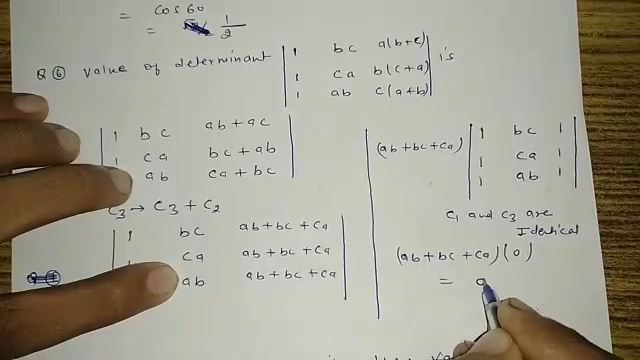 = cos 60
= 1/2
Q ⑥ value of determinant | 1 bc a(b+c) | is
| 1 ca b(c+a) |
| 1 ab c(a+b) |
| 1 bc ab+ac |
| 1 ca bc+ab |
| ab ca+bc |
C3 → C3 + C2
| 1 bc ab+bc+ca |
| ca ab+bc+ca |
| ab ab+bc+ca |
(ab+bc+ca) | 1 bc 1 |
| 1 ca 1 |
| 1 ab 1 |
C1 and C3 are
Identical
(ab+bc+ca)(0)
=